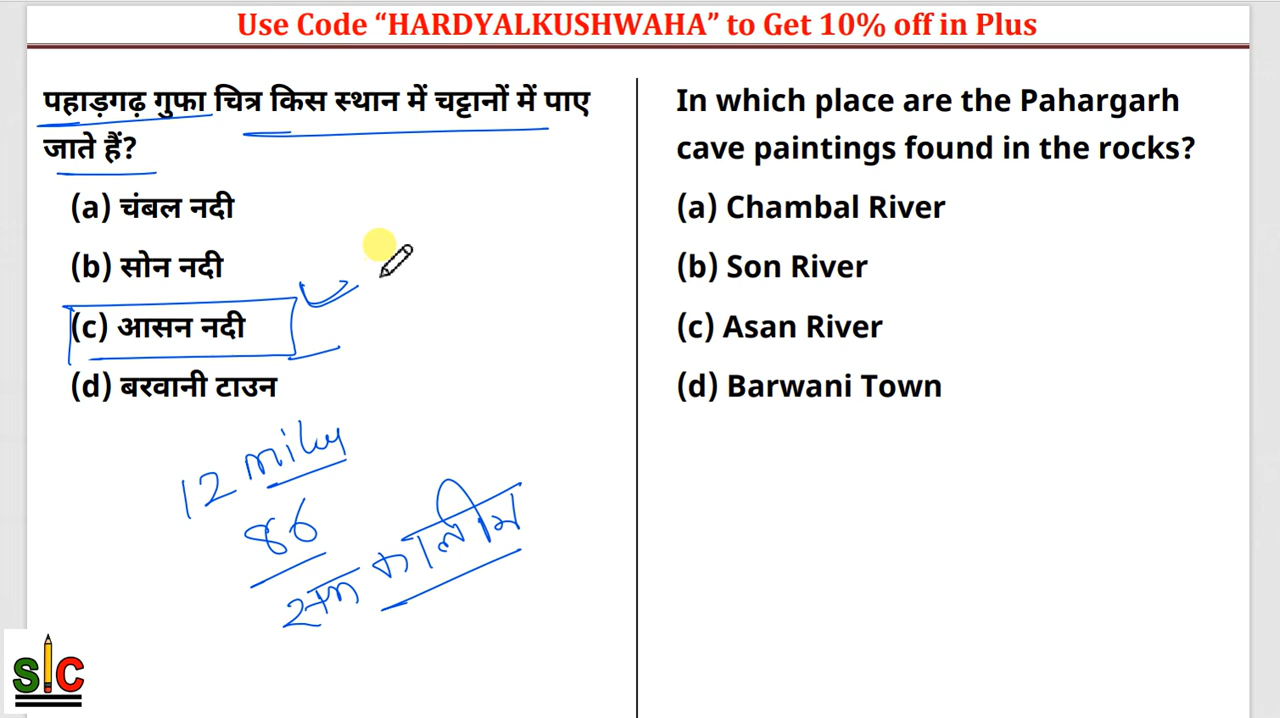 Use Code “HARDYALKUSHWAHA” to Get 10% off in Plus
पहाड़गढ़ गुफा चित्र किस स्थान में चट्टानों में पाए
जाते हैं?
(a) चंबल नदी
(b) सोन नदी
(c) आसन नदी
(d) बरवानी टाउन
12
86
In which place are the Pahargarh
cave paintings found in the rocks?
(a) Chambal River
(b) Son River
(c) Asan River
(d) Barwani Town
SIC